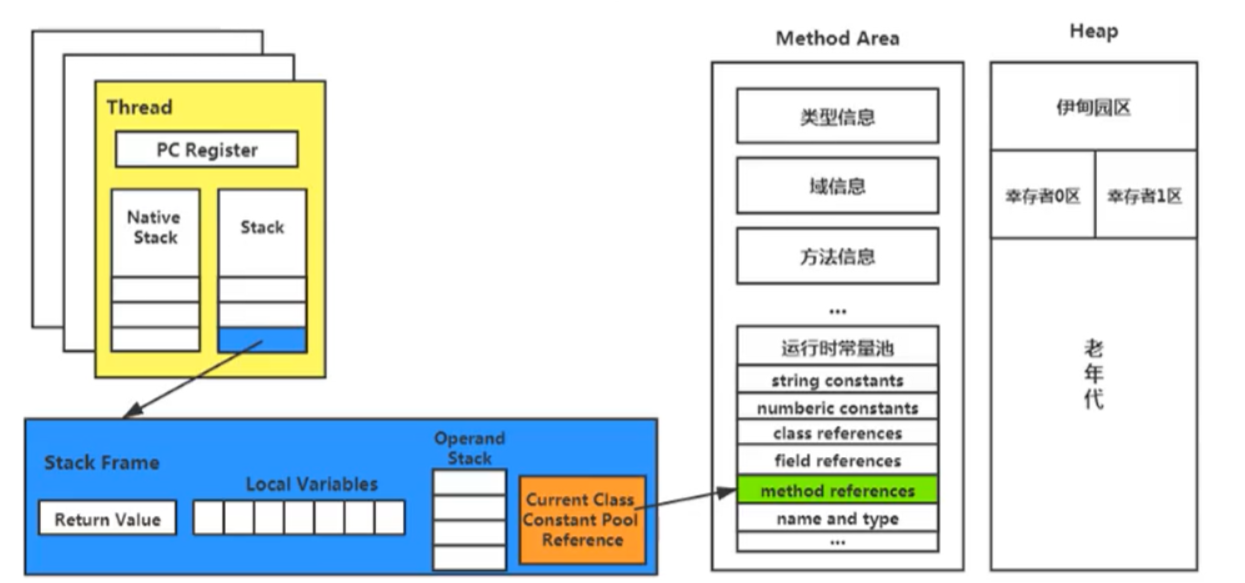 Thread
PC Register
Native
Stack
Stack
Stack Frame
Return Value
Local Variables
Operand
Stack
Current Class
Constant Pool
Reference
Method Area
类型信息
域信息
方法信息
...
运行时常量池
string constants
numberic constants
class references
field references
method references
name and type
...
Heap
伊甸园区
幸存者0区
幸存者1区
老
年
代